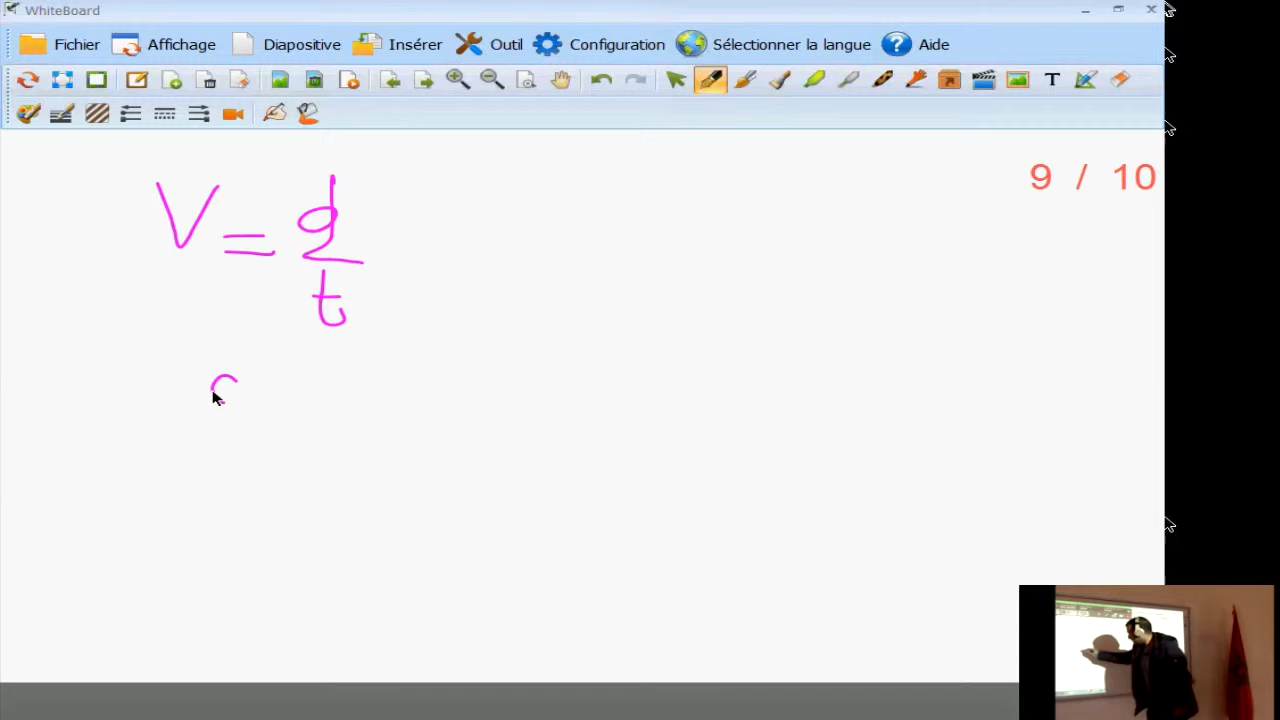 WhiteBoard
Fichier Affichage Diapositive Insérer Outil Configuration Sélectionner la langue Aide
T
9 / 10
V = d
t